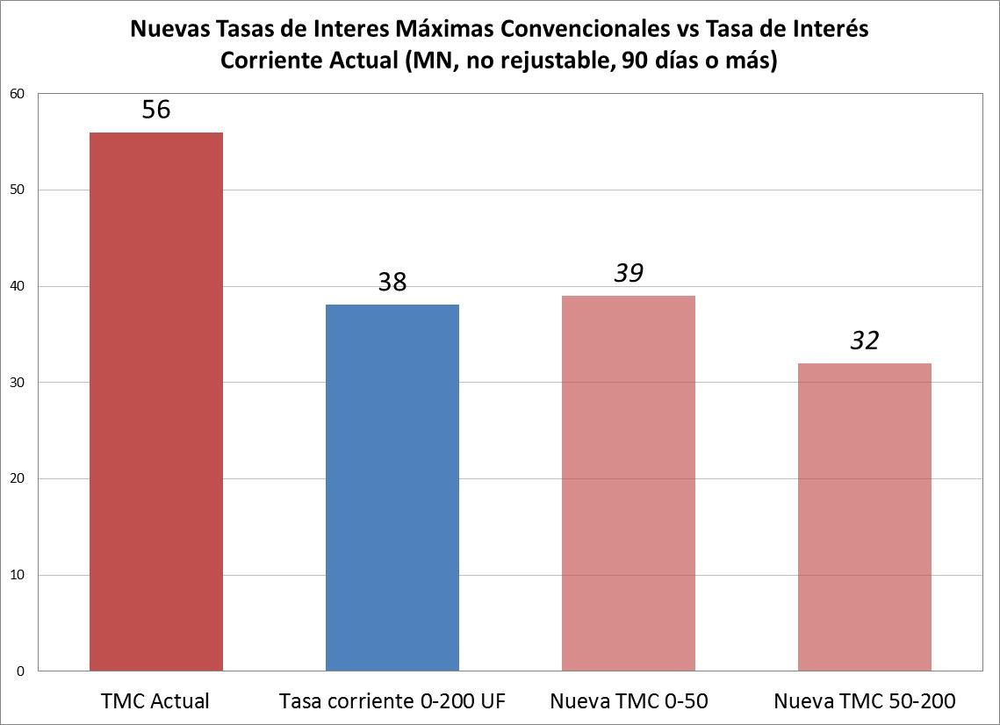 Nuevas Tasas de Interes Máximas Convencionales vs Tasa de Interés
Corriente Actual (MN, no rejustable, 90 días o más)
60
50
40
30
20
10
0
56
38
39
32
TMC Actual
Tasa corriente 0-200 UF
Nueva TMC 0-50
Nueva TMC 50-200